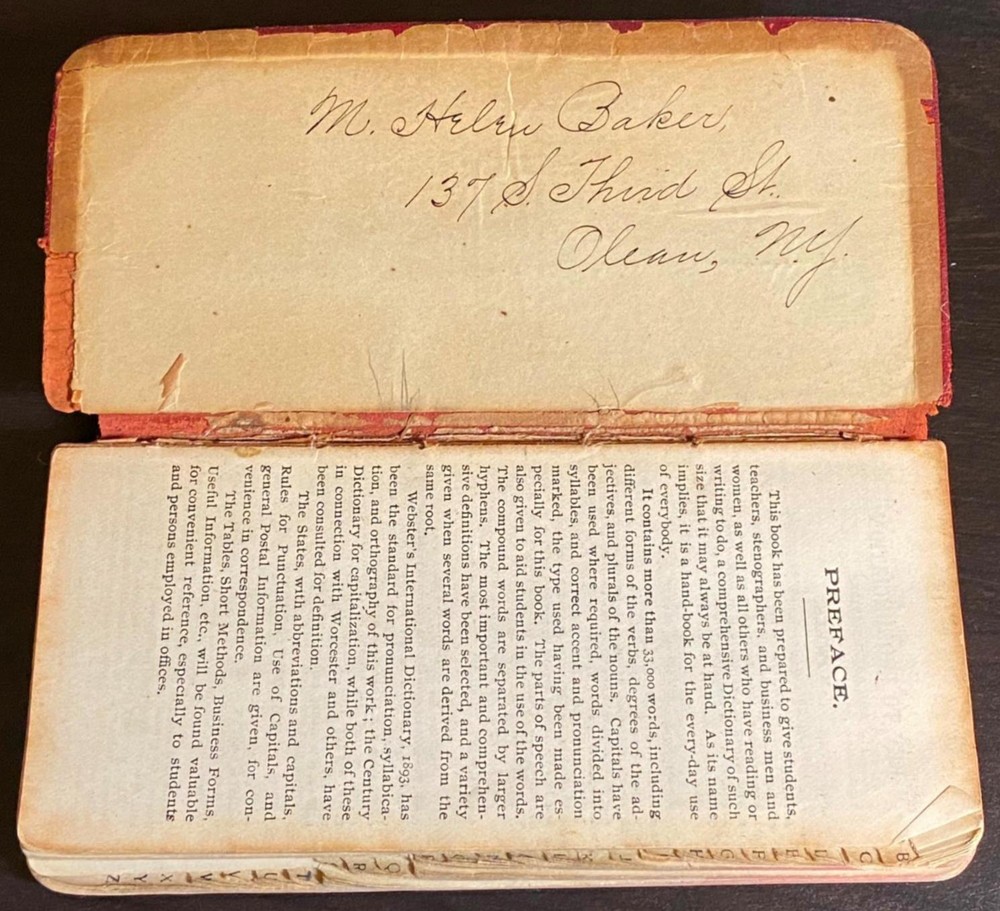 M. Helen Baker,
137 S. Third St.
Olean, N.Y.
PREFACE.
This book has been prepared to give students,
teachers, stenographers, and business men and
women, as well as all others who have reading or
writing to do, a comprehensive Dictionary of such
size that it may always be at hand. As its name
implies, it is a hand-book for the every-day use
of everybody.
It contains more than 33,000 words, including
different forms of the verbs, degrees of the ad-
jectives, and plurals of the nouns. Capitals have
been used where required, words divided into
syllables, and correct accent and pronunciation
marked, the type used having been made es-
pecially for this book. The parts of speech are
also given to aid students in the use of the words.
The compound words are separated by larger
hyphens. The most important and comprehen-
sive definitions have been selected, and a variety
given when several words are derived from the
same root.
Webster's International Dictionary, 1893, has
been the standard for pronunciation, syllabica-
tion, and orthography of this work; the Century
Dictionary for capitalization, while both of these
in connection with Worcester and others, have
been consulted for definition.
The States, with abbreviations and capitals,
Rules for Punctuation, Use of Capitals, and
general Postal Information are given, for con-
venience in correspondence.
The Tables, Short Methods, Business Forms,
Useful Information, etc., will be found valuable
for convenient reference, especially to students
and persons employed in offices.
B
C
Q
R
T
U
V
V
X
Y
Z